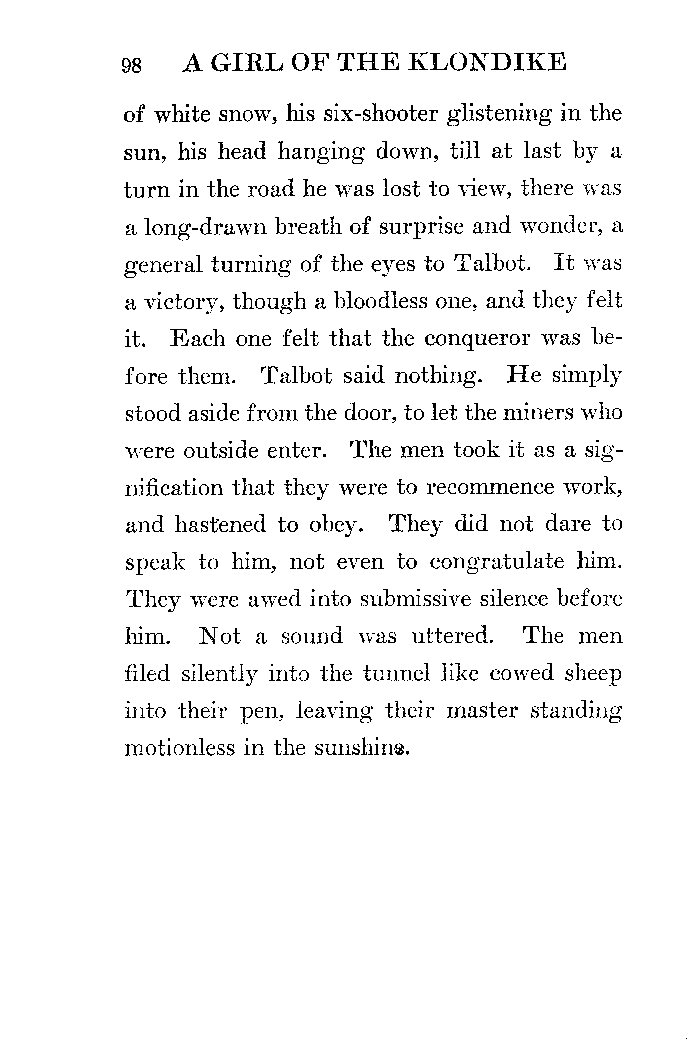 98 A GIRL OF THE KLONDIKE
of white snow, his six-shooter glistening in the
sun, his head hanging down, till at last by a
turn in the road he was lost to view, there was
a long-drawn breath of surprise and wonder, a
general turning of the eyes to Talbot. It was
a victory, though a bloodless one, and they felt
it. Each one felt that the conqueror was be-
fore them. Talbot said nothing. He simply
stood aside from the door, to let the miners who
were outside enter. The men took it as a sig-
nification that they were to recommence work,
and hastened to obey. They did not dare to
speak to him, not even to congratulate him.
They were awed into submissive silence before
him. Not a sound was uttered. The men
filed silently into the tunnel like cowed sheep
into their pen, leaving their master standing
motionless in the sunshine.